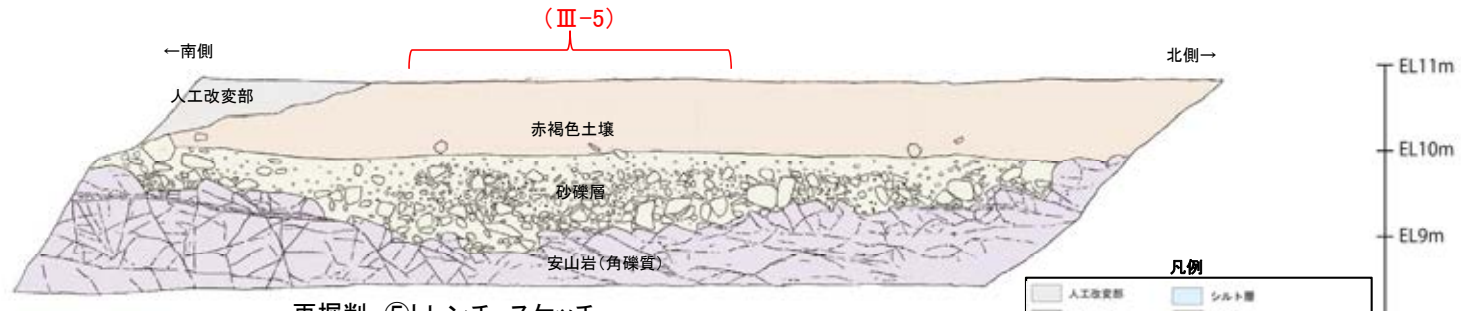 (Ⅲ-5)
←南側
北側→
EL11m
人工改変部
赤褐色土壌
EL10m
砂礫層
EL9m
安山岩(角礫質)
凡例
人工改変部
シルト層